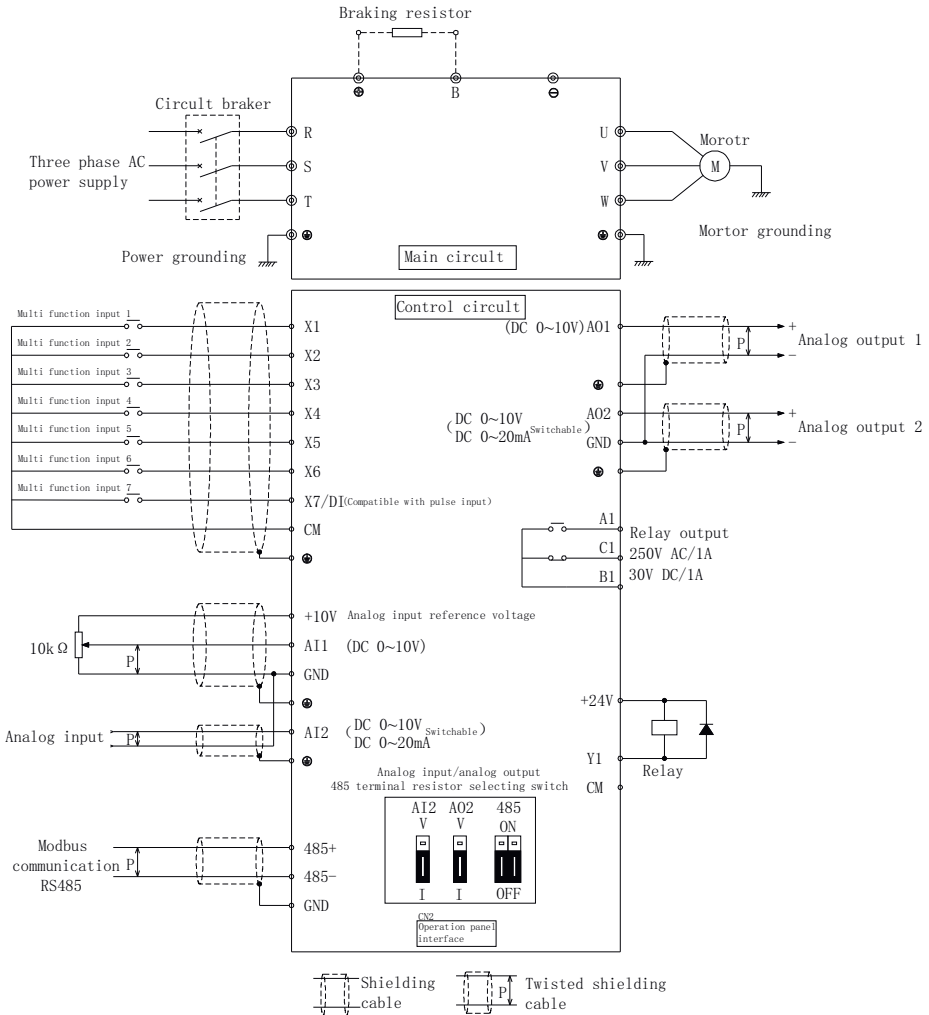 Braking resistor
B
Circult braker
R
S
T
Three phase AC
power supply
Power grounding
U
V
W
Morotr
M
Mortor grounding
Main circult
Control circult
Multi function input 1
Multi function input 2
Multi function input 3
Multi function input 4
Multi function input 5
Multi function input 6
Multi function input 7
X1
X2
X3
X4
X5
X6
X7/DI(Compatible with pulse input)
CM
(DC 0~10V) AO1
P
+
−
Analog output 1
AO2
(DC 0~10V
DC 0~20mA Switchable)
GND
P
+
−
Analog output 2
A1
C1
B1
Relay output
250V AC/1A
30V DC/1A
10kΩ
P
+10V Analog input reference voltage
AI1 (DC 0~10V)
GND
Analog input
P
AI2 (DC 0~10V
DC 0~20mA Switchable)
+24V
Y1
CM
Relay
Analog input/analog output
485 terminal resistor selecting switch
AI2 AO2 485
V V ON
I I OFF
Modbus
communication
RS485
P
485+
485-
GND
CN2
Operation panel
interface
Shielding
cable
P
Twisted shielding
cable